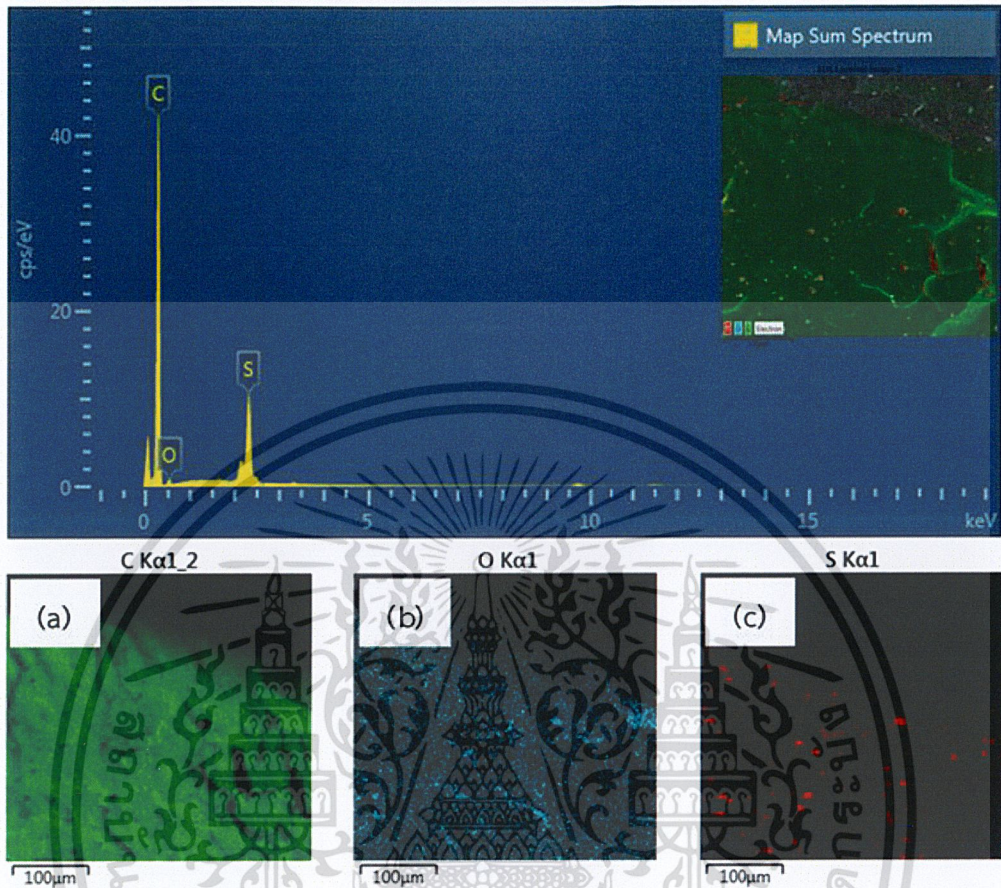 Map Sum Spectrum
C
40
cps/eV
S
20
O
Electron
0
0
5
10
15
keV
C Kα1_2
O Kα1
S Kα1
(a)
(b)
(c)
100µm
100µm
100µm